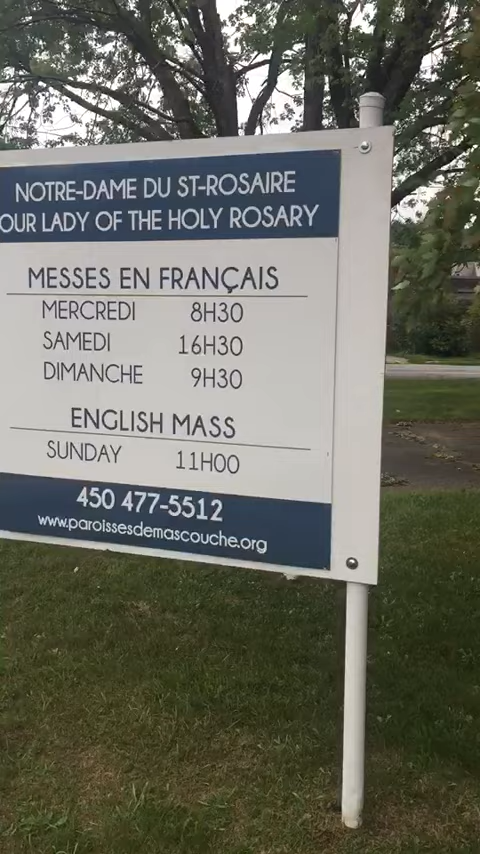 NOTRE-DAME DU ST-ROSAIRE
OUR LADY OF THE HOLY ROSARY
MESSES EN FRANÇAIS
MERCREDI 8H30
SAMEDI 16H30
DIMANCHE 9H30
ENGLISH MASS
SUNDAY 11H00
450 477-5512
www.paroissesdemascouche.org